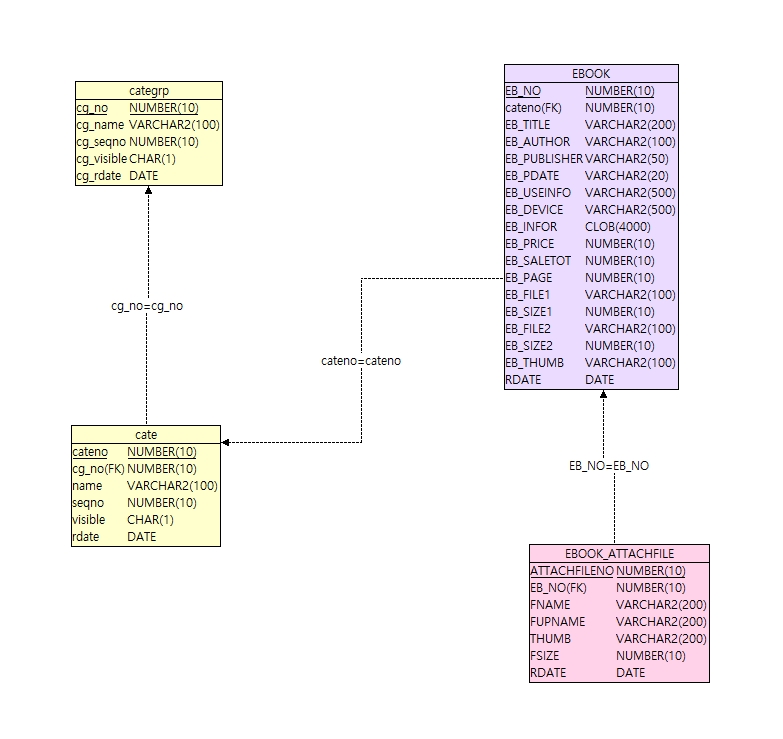 categrp
cg_no NUMBER(10)
cg_name VARCHAR2(100)
cg_seqno NUMBER(10)
cg_visible CHAR(1)
cg_rdate DATE
EBOOK
EB_NO NUMBER(10)
cateno(FK) NUMBER(10)
EB_TITLE VARCHAR2(200)
EB_AUTHOR VARCHAR2(100)
EB_PUBLISHER VARCHAR2(50)
EB_PDATE VARCHAR2(20)
EB_USEINFO VARCHAR2(500)
EB_DEVICE VARCHAR2(500)
EB_INFOR CLOB(4000)
EB_PRICE NUMBER(10)
EB_SALETOT NUMBER(10)
EB_PAGE NUMBER(10)
EB_FILE1 VARCHAR2(100)
EB_SIZE1 NUMBER(10)
EB_FILE2 VARCHAR2(100)
EB_SIZE2 NUMBER(10)
EB_THUMB VARCHAR2(100)
RDATE DATE
cg_no=cg_no
cateno=cateno
cate
cateno NUMBER(10)
cg_no(FK) NUMBER(10)
name VARCHAR2(100)
seqno NUMBER(10)
visible CHAR(1)
rdate DATE
EB_NO=EB_NO
EBOOK_ATTACHFILE
ATTACHFILENO NUMBER(10)
EB_NO(FK) NUMBER(10)
FNAME VARCHAR2(200)
FUPNAME VARCHAR2(200)
THUMB VARCHAR2(200)
FSIZE NUMBER(10)
RDATE DATE